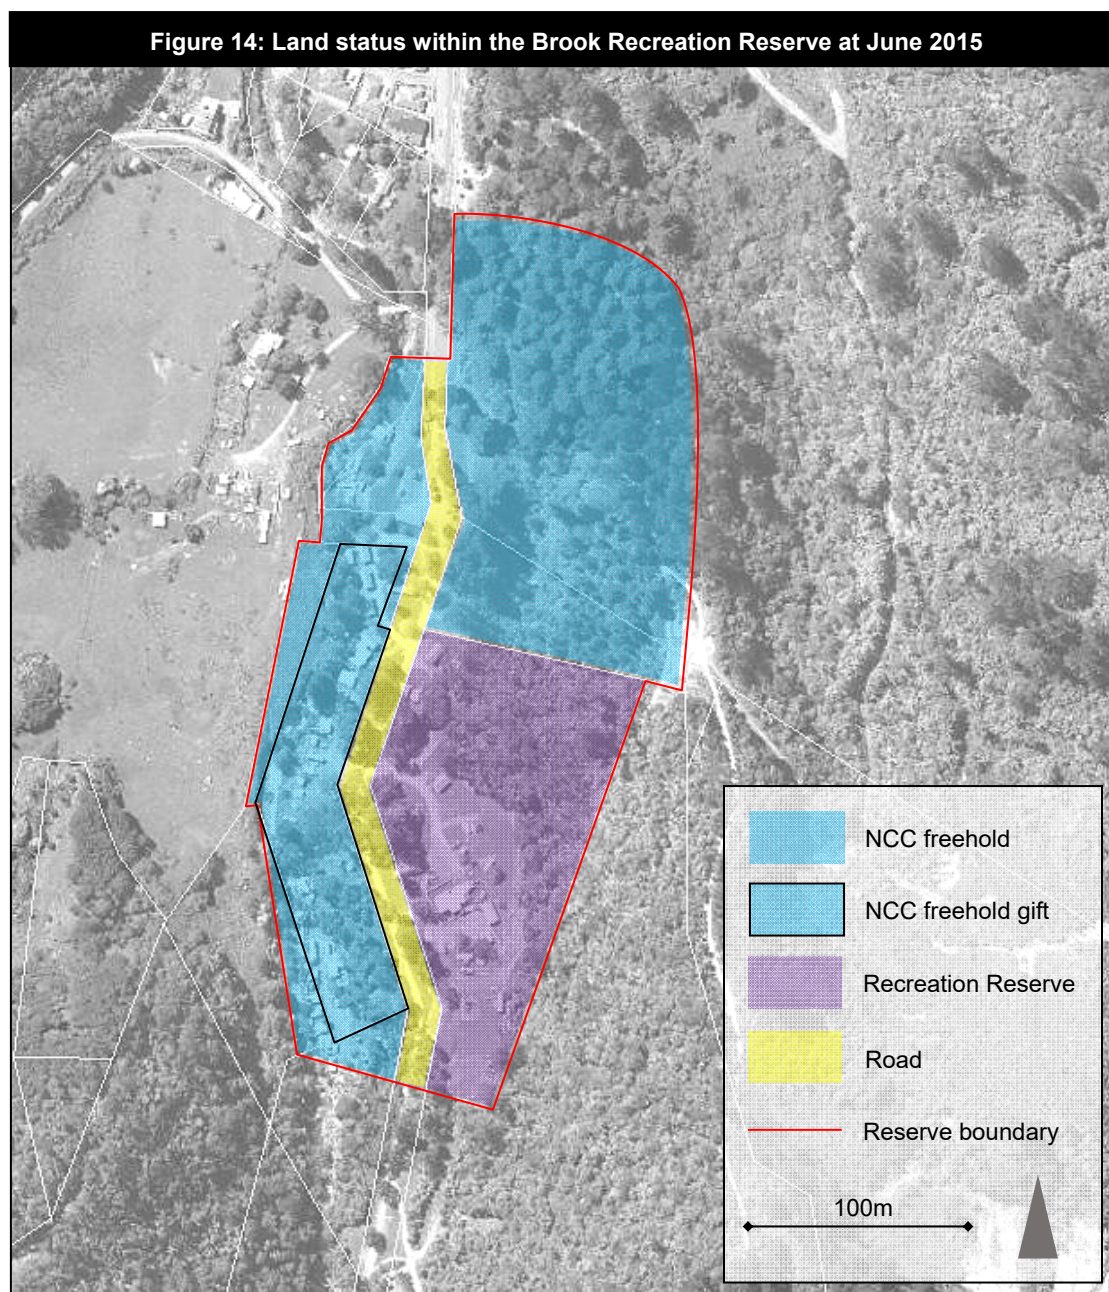 Figure 14: Land status within the Brook Recreation Reserve at June 2015
NCC freehold
NCC freehold gift
Recreation Reserve
Road
Reserve boundary
100m